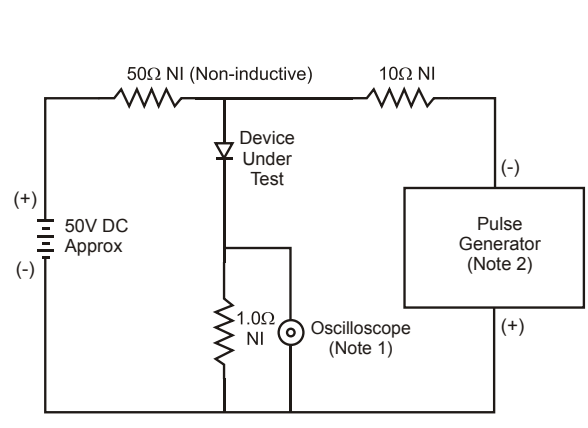 50Ω NI (Non-inductive)
10Ω NI
Device
Under
Test
(+)
50V DC
Approx
(-)
(-)
Pulse
Generator
(Note 2)
(+)
1.0Ω
NI
Oscilloscope
(Note 1)